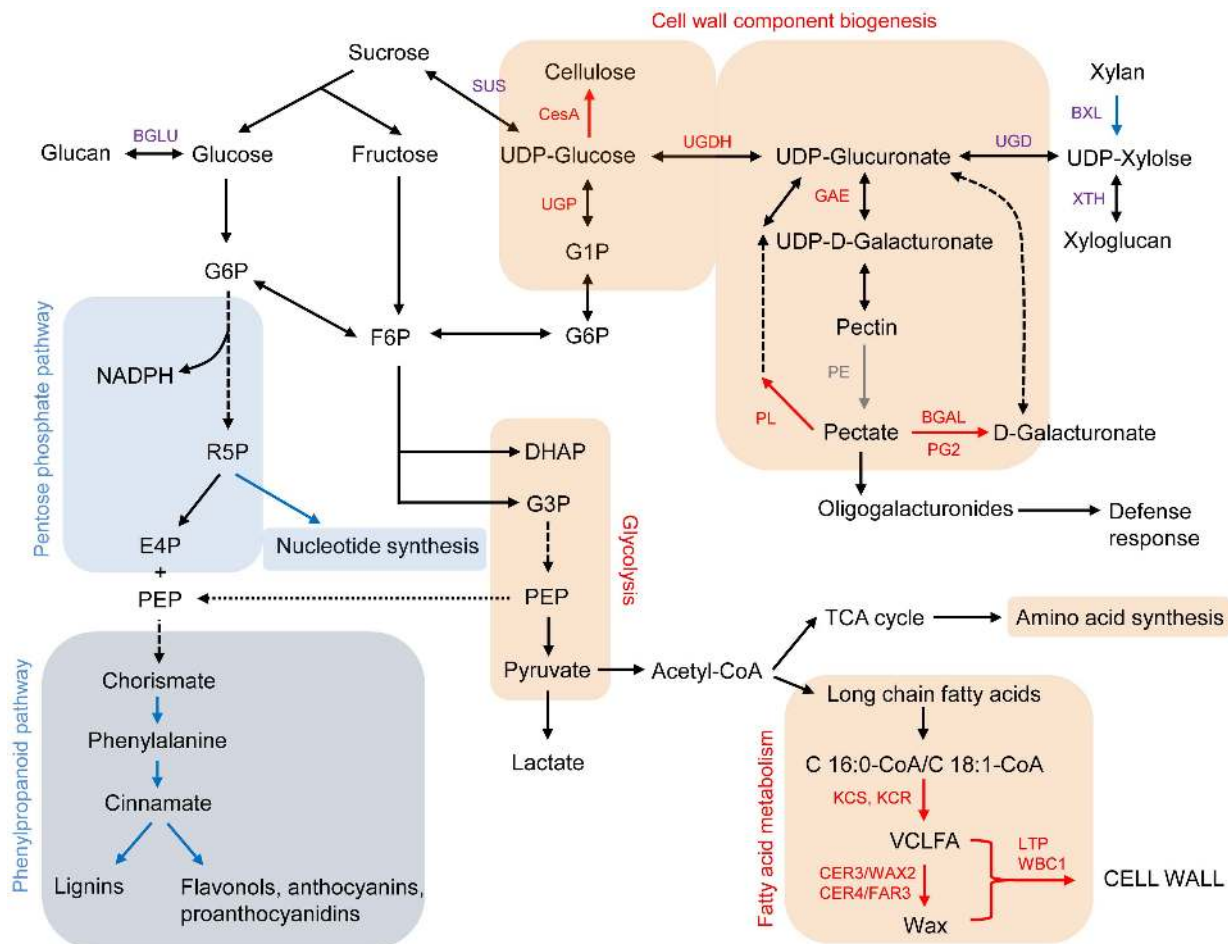 Cell wall component biogenesis
Sucrose
Cellulose
Xylan
SUS
CesA
BXL
BGLU
Glucan
Glucose
Fructose
UDP-Glucose
UGDH
UDP-Glucuronate
UGD
UDP-Xylolse
UGP
GAE
XTH
G1P
UDP-D-Galacturonate
Xyloglucan
G6P
F6P
G6P
Pectin
Pentose phosphate pathway
NADPH
PE
PL
BGAL
Pectate
D-Galacturonate
PG2
R5P
DHAP
G3P
Oligogalacturonides
Defense
response
E4P
Nucleotide synthesis
Glycolysis
+
PEP
PEP
TCA cycle
Amino acid synthesis
Pyruvate
Acetyl-CoA
Phenylpropanoid pathway
Chorismate
Long chain fatty acids
Phenylalanine
Lactate
Fatty acid metabolism
C 16:0-CoA/C 18:1-CoA
KCS, KCR
Cinnamate
VCLFA
LTP
WBC1
CER3/WAX2
CER4/FAR3
CELL WALL
Lignins
Flavonols, anthocyanins,
proanthocyanidins
Wax